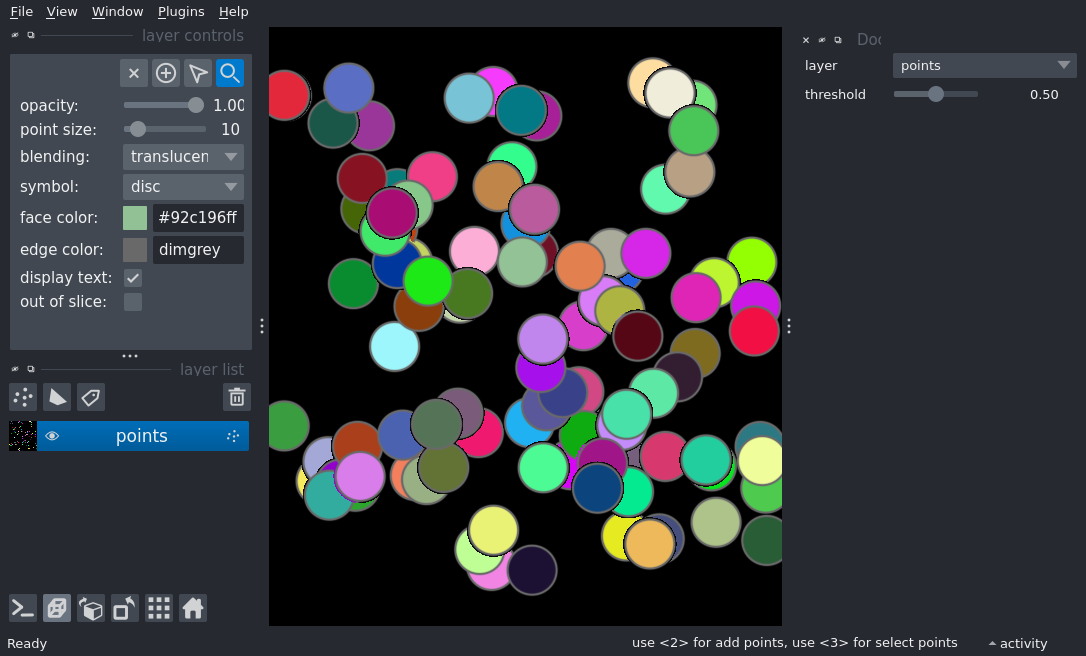 File View Window Plugins Help
layer controls
opacity: 1.00
point size: 10
blending: translucen
symbol: disc
face color: #92c196ff
edge color: dimgrey
display text:
out of slice:
layer list
points
Doc
layer points
threshold 0.50
Ready
use <2> for add points, use <3> for select points
activity